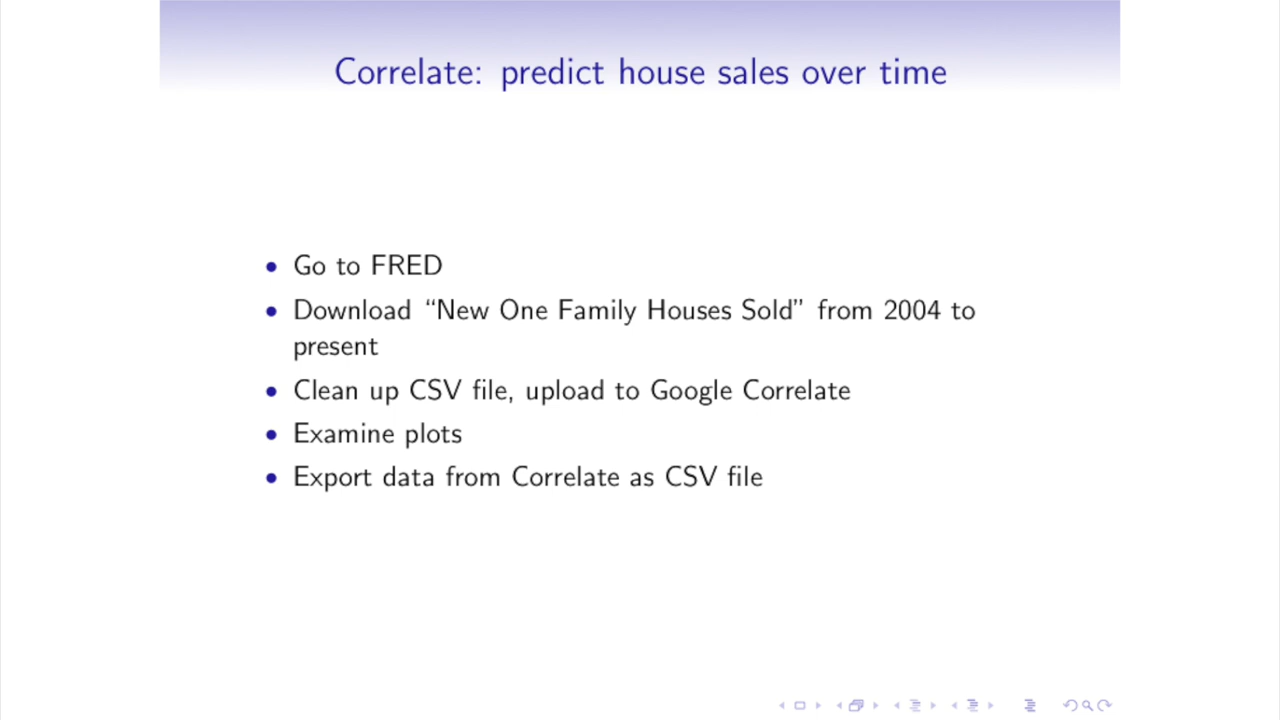 Correlate: predict house sales over time
• Go to FRED
• Download “New One Family Houses Sold” from 2004 to
present
• Clean up CSV file, upload to Google Correlate
• Examine plots
• Export data from Correlate as CSV file